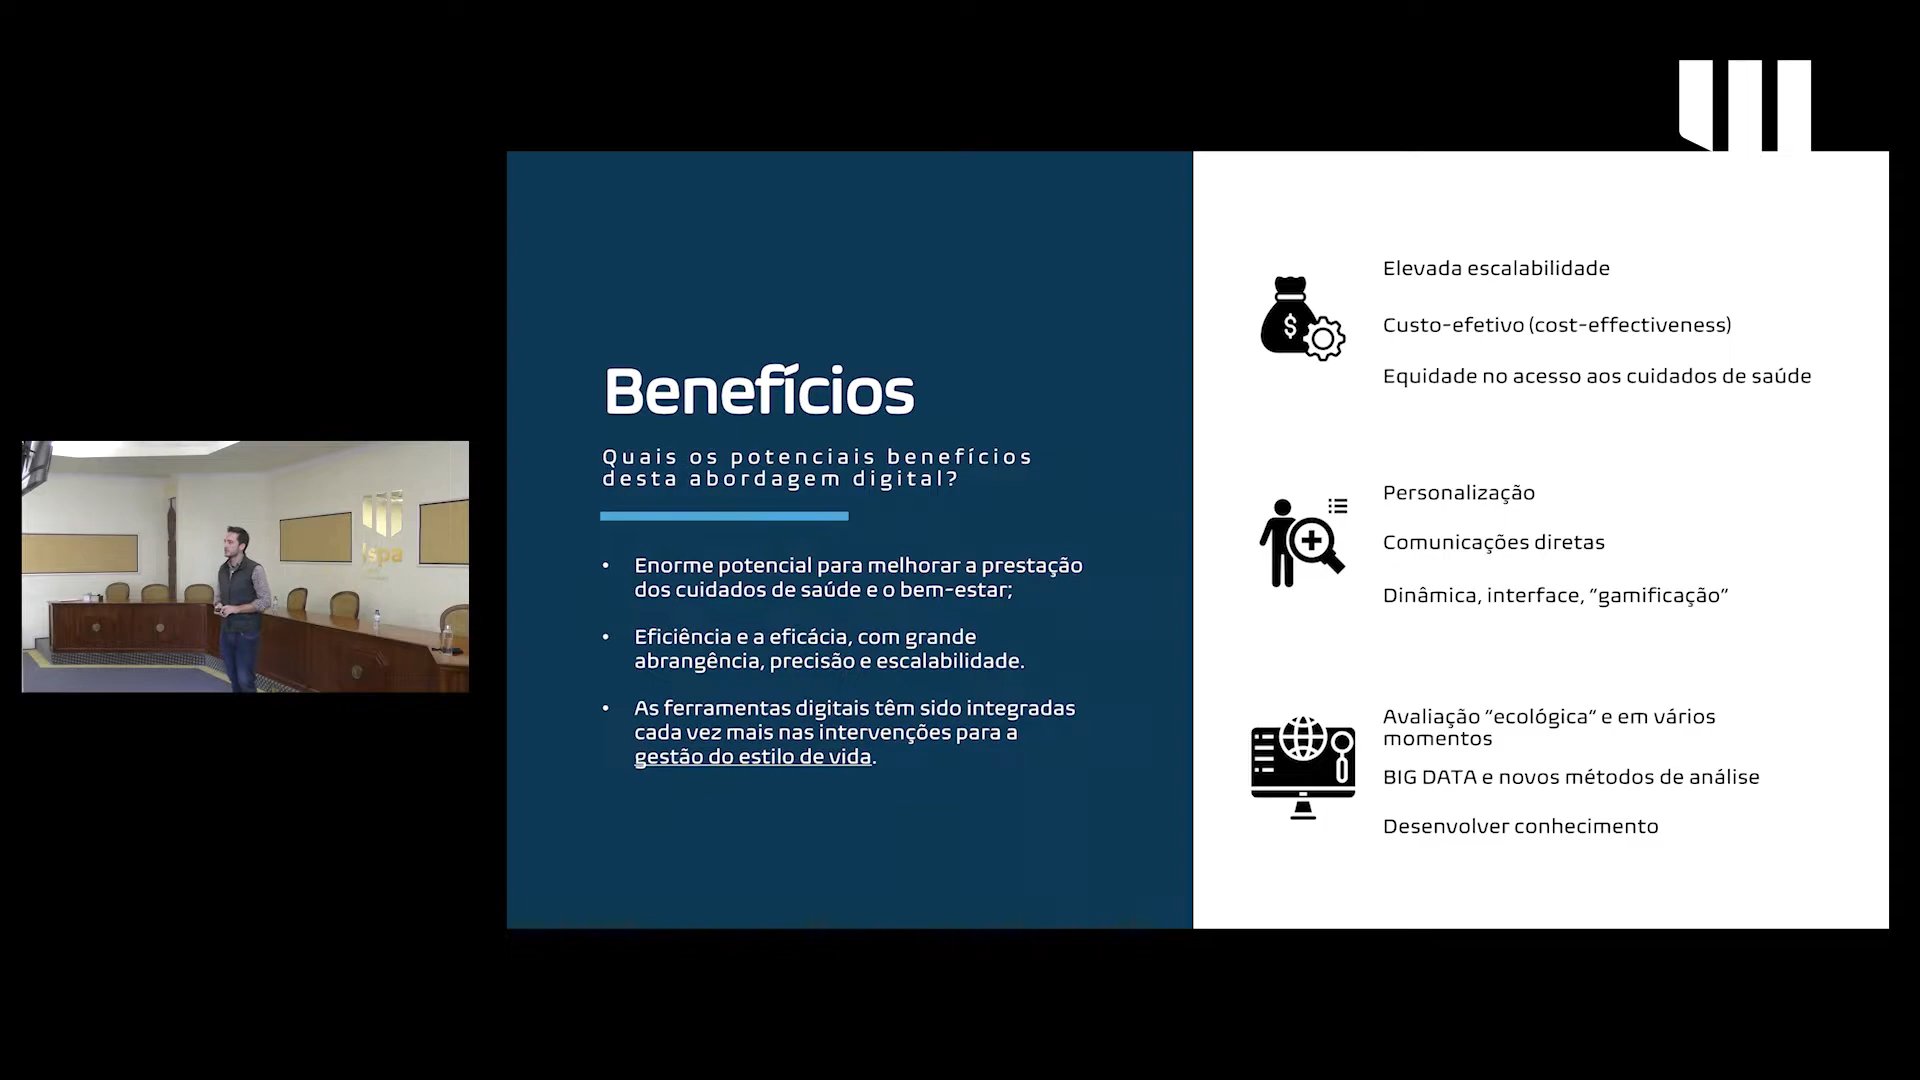 Benefícios
Quais os potenciais benefícios
desta abordagem digital?
• Enorme potencial para melhorar a prestação
dos cuidados de saúde e o bem-estar;
• Eficiência e a eficácia, com grande
abrangência, precisão e escalabilidade.
• As ferramentas digitais têm sido integradas
cada vez mais nas intervenções para a
gestão do estilo de vida.
Elevada escalabilidade
Custo-efetivo (cost-effectiveness)
Equidade no acesso aos cuidados de saúde
Personalização
Comunicações diretas
Dinâmica, interface, “gamificação”
Avaliação “ecológica” e em vários
momentos
BIG DATA e novos métodos de análise
Desenvolver conhecimento
$
ispa